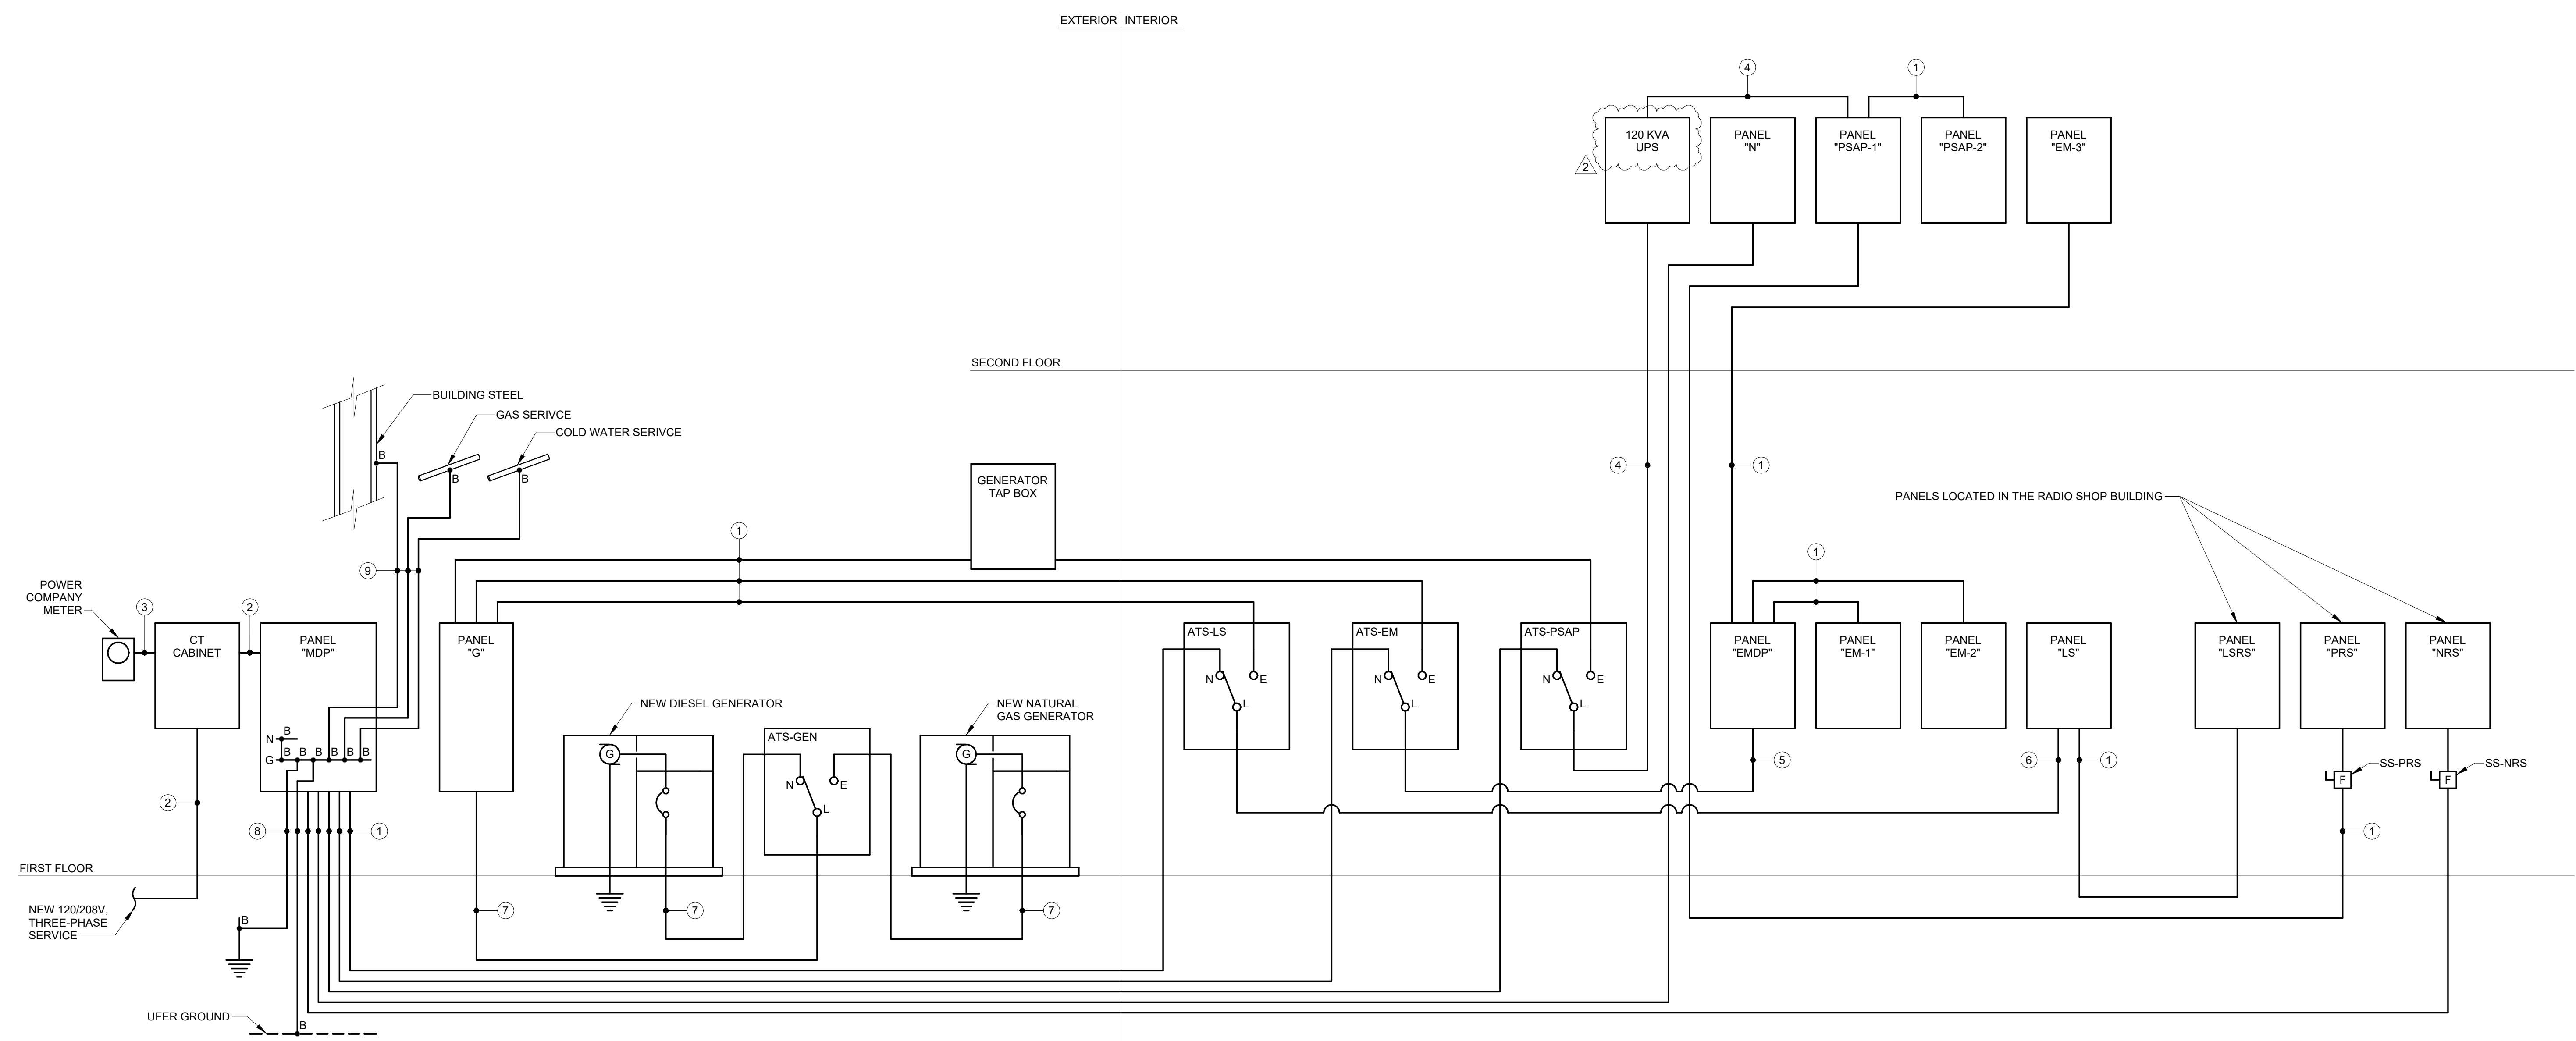 EXTERIOR INTERIOR
4
1
120 KVA
UPS
PANEL
"N"
PANEL
"PSAP-1"
PANEL
"PSAP-2"
PANEL
"EM-3"
2
SECOND FLOOR
BUILDING STEEL
GAS SERIVCE
COLD WATER SERIVCE
B
B
B
4
1
GENERATOR
TAP BOX
PANELS LOCATED IN THE RADIO SHOP BUILDING
1
1
9
POWER
COMPANY
METER
3
2
CT
CABINET
PANEL
"MDP"
PANEL
"G"
ATS-LS
N
E
L
ATS-EM
N
E
L
ATS-PSAP
N
E
L
PANEL
"EMDP"
PANEL
"EM-1"
PANEL
"EM-2"
PANEL
"LS"
PANEL
"LSRS"
PANEL
"PRS"
PANEL
"NRS"
NEW DIESEL GENERATOR
NEW NATURAL
GAS GENERATOR
ATS-GEN
G
N
E
L
G
N
B
B B B B B B
G
5
6
1
F
SS-PRS
F
SS-NRS
2
8
1
1
FIRST FLOOR
NEW 120/208V,
THREE-PHASE
SERVICE
B
7
7
7
UFER GROUND
B